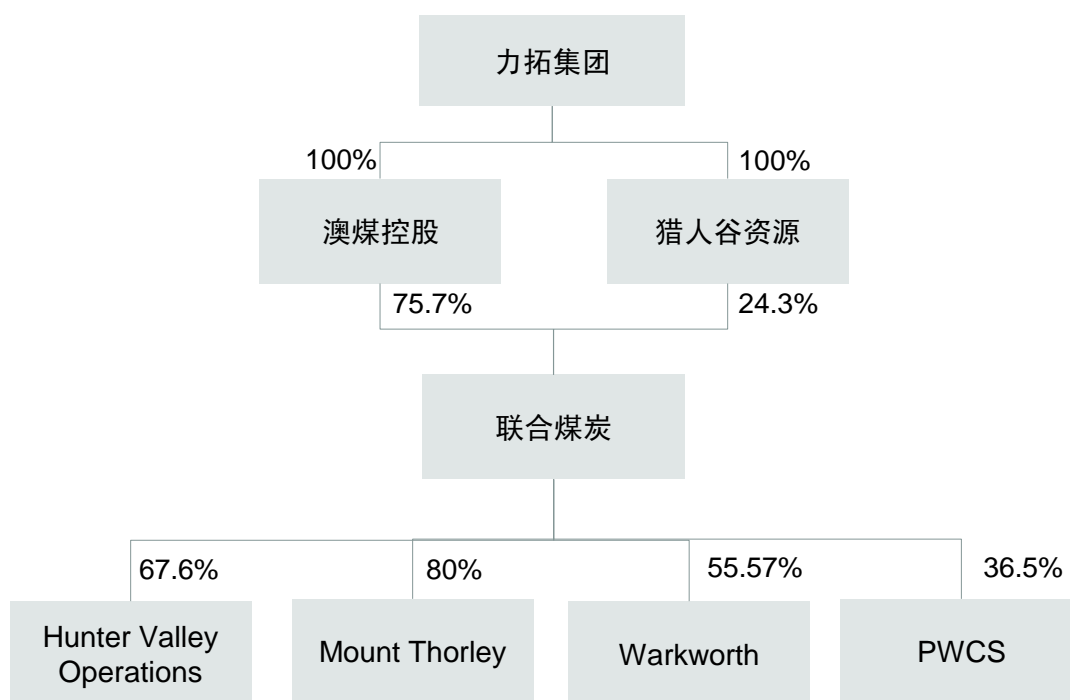 力拓集团
100%
100%
澳煤控股
猎人谷资源
75.7%
24.3%
联合煤炭
67.6%
80%
55.57%
36.5%
Hunter Valley
Operations
Mount Thorley
Warkworth
PWCS